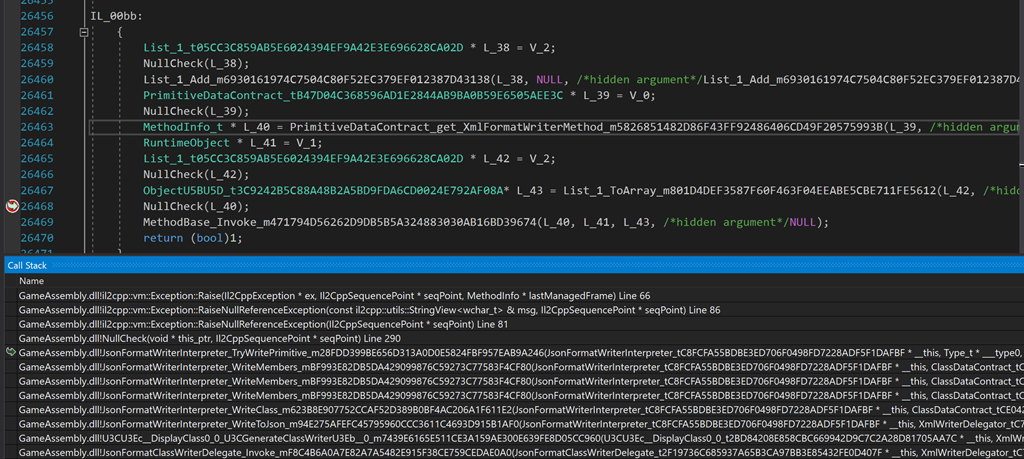 26455
26456 IL_00bb:
26457 {
26458 List_1_t05CC3C859AB5E6024394EF9A42E3E696628CA02D * L_38 = V_2;
26459 NullCheck(L_38);
26460 List_1_Add_m6930161974C7504C80F52EC379EF012387D43138(L_38, NULL, /*hidden argument*/List_1_Add_m6930161974C7504C80F52EC379EF012387D4
26461 PrimitiveDataContract_tB47D04C368596AD1E2844AB9BA0B59E6505AEE3C * L_39 = V_0;
26462 NullCheck(L_39);
26463 MethodInfo_t * L_40 = PrimitiveDataContract_get_XmlFormatWriterMethod_m5826851482D86F43FF92486406CD49F20575993B(L_39, /*hidden argu
26464 RuntimeObject * L_41 = V_1;
26465 List_1_t05CC3C859AB5E6024394EF9A42E3E696628CA02D * L_42 = V_2;
26466 NullCheck(L_42);
26467 ObjectU5BU5D_t3C9242B5C88A48B2A5BD9FDA6CD0024E792AF08A* L_43 = List_1_ToArray_m801D4DEF3587F60F463F04EEABE5CBE711FE5612(L_42, /*hidd
26468 NullCheck(L_40);
26469 MethodBase_Invoke_m471794D56262D9DB5B5A324883030AB16BD39674(L_40, L_41, L_43, /*hidden argument*/NULL);
26470 return (bool)1;
26471 }
Call Stack
Name
GameAssembly.dll!il2cpp::vm::Exception::Raise(Il2CppException * ex, Il2CppSequencePoint * seqPoint, MethodInfo * lastManagedFrame) Line 66
GameAssembly.dll!il2cpp::vm::Exception::RaiseNullReferenceException(const il2cpp::utils::StringView<wchar_t> & msg, Il2CppSequencePoint * seqPoint) Line 86
GameAssembly.dll!il2cpp::vm::Exception::RaiseNullReferenceException(Il2CppSequencePoint * seqPoint) Line 81
GameAssembly.dll!NullCheck(void * this_ptr, Il2CppSequencePoint * seqPoint) Line 290
GameAssembly.dll!JsonFormatWriterInterpreter_TryWritePrimitive_m28FDD399BE656D313A0D0E5824FBF957EAB9A246(JsonFormatWriterInterpreter_tC8FCFA55BDBE3ED706F0498FD7228ADF5F1DAFBF * __this, Type_t * ___type0,
GameAssembly.dll!JsonFormatWriterInterpreter_WriteMembers_mBF993E82DB5DA429099876C59273C77583F4CF80(JsonFormatWriterInterpreter_tC8FCFA55BDBE3ED706F0498FD7228ADF5F1DAFBF * __this, ClassDataContract_tC
GameAssembly.dll!JsonFormatWriterInterpreter_WriteMembers_mBF993E82DB5DA429099876C59273C77583F4CF80(JsonFormatWriterInterpreter_tC8FCFA55BDBE3ED706F0498FD7228ADF5F1DAFBF * __this, ClassDataContract_tC
GameAssembly.dll!JsonFormatWriterInterpreter_WriteMembers_mBF993E82DB5DA429099876C59273C77583F4CF80(JsonFormatWriterInterpreter_tC8FCFA55BDBE3ED706F0498FD7228ADF5F1DAFBF * __this, ClassDataContract_tC
GameAssembly.dll!JsonFormatWriterInterpreter_WriteClass_m623B8E907752CCAF52D389B0BF4AC206A1F611E2(JsonFormatWriterInterpreter_tC8FCFA55BDBE3ED706F0498FD7228ADF5F1DAFBF * __this, ClassDataContract_tCE042
GameAssembly.dll!JsonFormatWriterInterpreter_WriteToJson_m94E275AFEFC45795960CCC3611C4693D915B1AF0(JsonFormatWriterInterpreter_tC8FCFA55BDBE3ED706F0498FD7228ADF5F1DAFBF * __this, XmlWriterDelegator_tC7
GameAssembly.dll!U3CU3Ec__DisplayClass0_0_U3CGenerateClassWriterU3Eb__0_m7439E6165E511CE3A159AE300E639FE8D05CC960(U3CU3Ec__DisplayClass0_0_t2BD84208E858CBC669942D9C7C2A28D81705AA7C * __this, XmlWri
GameAssembly.dll!JsonFormatClassWriterDelegate_Invoke_mF8C4B6A0A7E82A7A5482E915F38CE759CEDAE0A0(JsonFormatClassWriterDelegate_t2F19736C685937A65B3CA97BB3E85432FE0D407F * __this, XmlWriterDelegator_tC